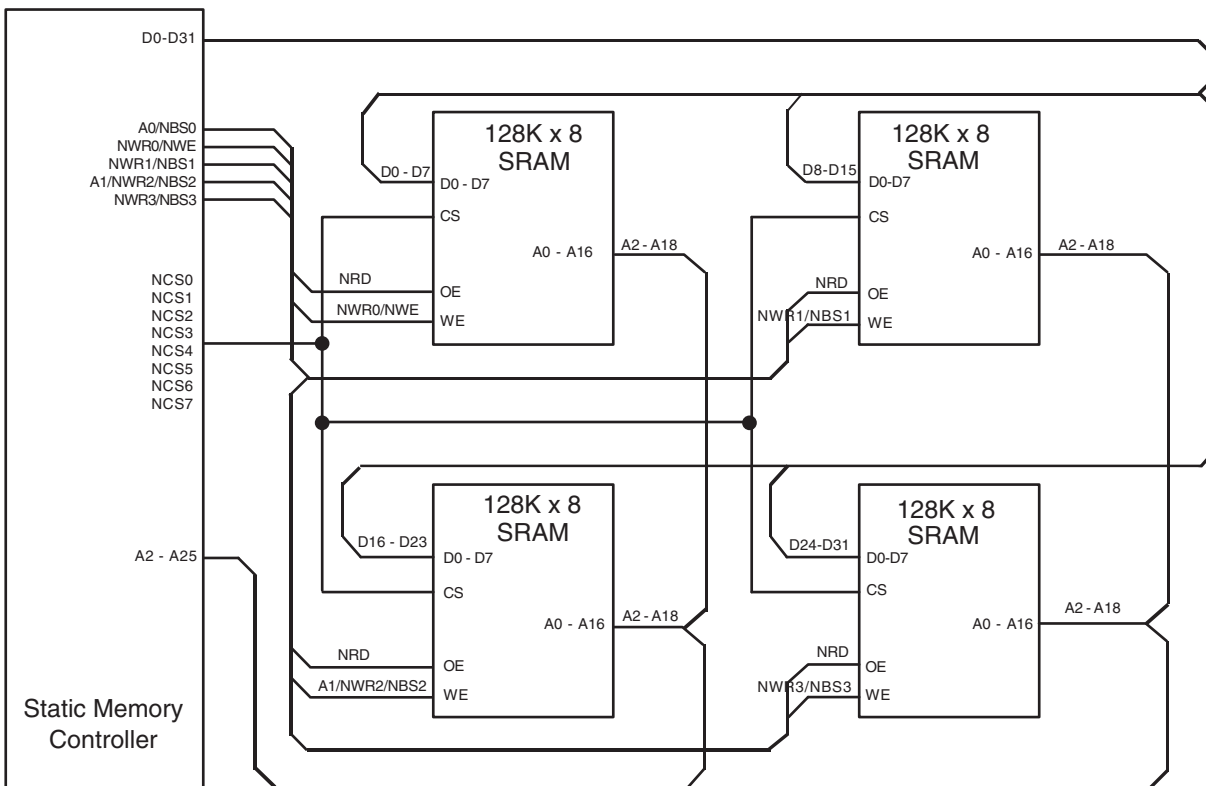 D0-D31
A0/NBS0
NWR0/NWE
NWR1/NBS1
A1/NWR2/NBS2
NWR3/NBS3
NCS0
NCS1
NCS2
NCS3
NCS4
NCS5
NCS6
NCS7
A2 - A25
Static Memory
Controller
128K x 8
SRAM
D0 - D7
D0 - D7
CS
A0 - A16
A2 - A18
NRD
OE
NWR0/NWE
WE
128K x 8
SRAM
D8-D15
D0-D7
CS
A0 - A16
A2 - A18
NRD
OE
NWR1/NBS1
WE
128K x 8
SRAM
D16 - D23
D0 - D7
CS
A0 - A16
A2 - A18
NRD
OE
A1/NWR2/NBS2
WE
128K x 8
SRAM
D24-D31
D0-D7
CS
A0 - A16
A2 - A18
NRD
OE
NWR3/NBS3
WE